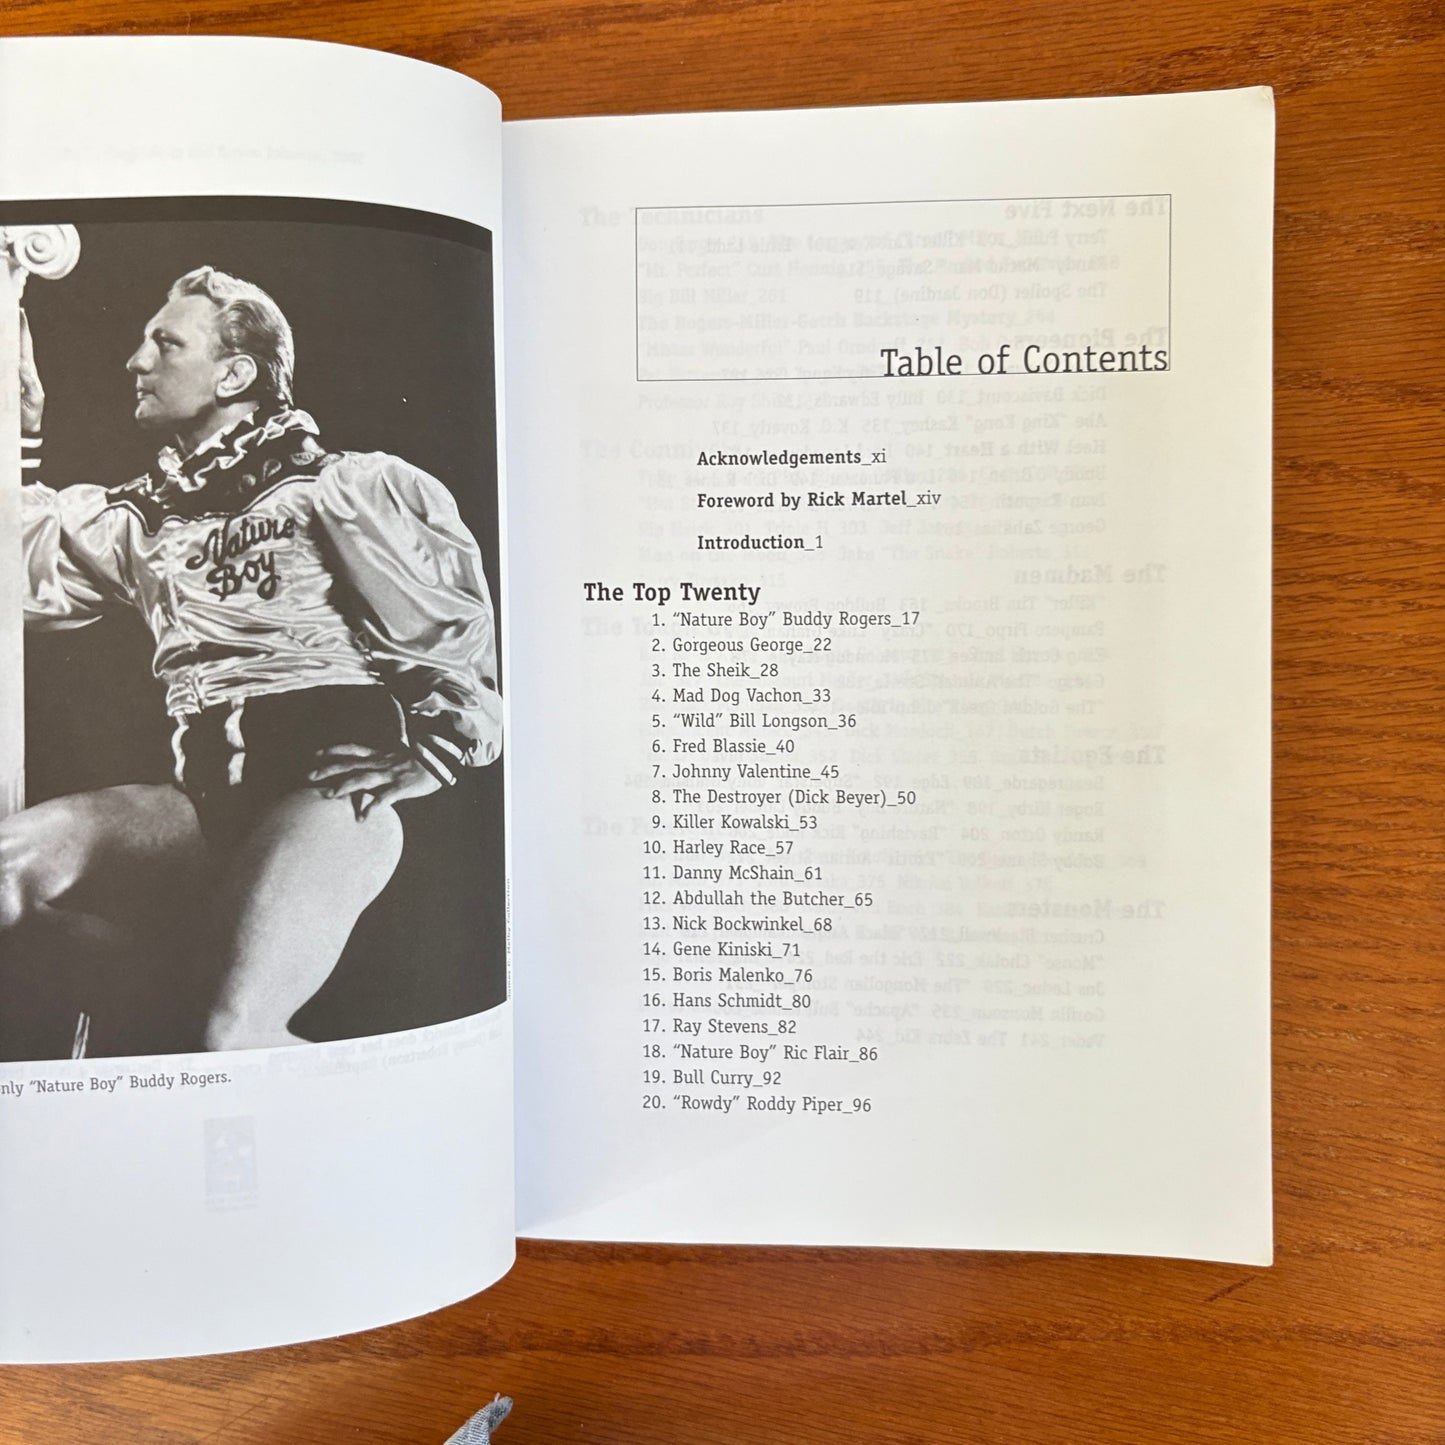 Nature
Boy
nly “Nature Boy” Buddy Rogers.
Table of Contents
Acknowledgements_xi
Foreword by Rick Martel_xiv
Introduction_1
The Top Twenty
1. “Nature Boy” Buddy Rogers_17
2. Gorgeous George_22
3. The Sheik_28
4. Mad Dog Vachon_33
5. “Wild” Bill Longson_36
6. Fred Blassie_40
7. Johnny Valentine_45
8. The Destroyer (Dick Beyer)_50
9. Killer Kowalski_53
10. Harley Race_57
11. Danny McShain_61
12. Abdullah the Butcher_65
13. Nick Bockwinkel_68
14. Gene Kiniski_71
15. Boris Malenko_76
16. Hans Schmidt_80
17. Ray Stevens_82
18. “Nature Boy” Ric Flair_86
19. Bull Curry_92
20. “Rowdy” Roddy Piper_96